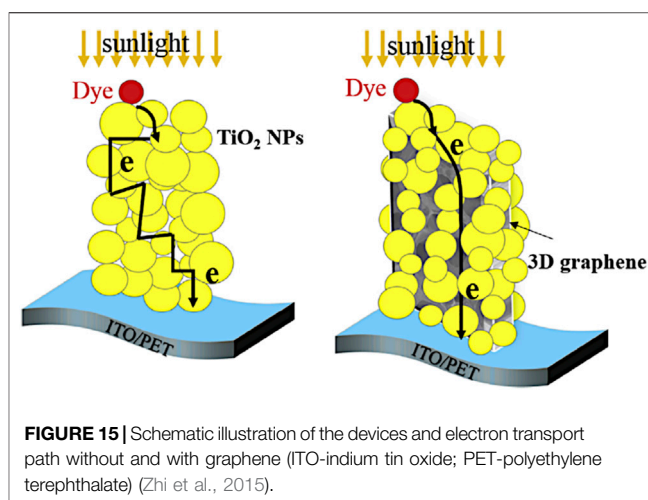 sunlight
Dye
TiO₂ NPs
e
e
ITO/PET
sunlight
Dye
e
3D graphene
e
ITO/PET
FIGURE 15 | Schematic illustration of the devices and electron transport
path without and with graphene (ITO-indium tin oxide; PET-polyethylene
terephthalate) (Zhi et al., 2015).